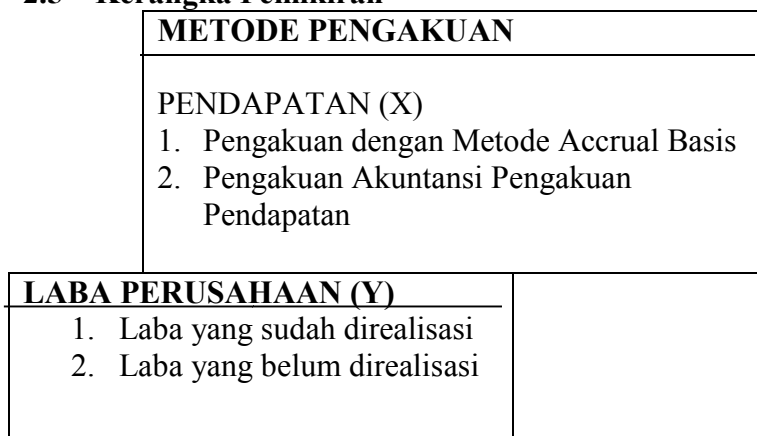 2.3 Kerangka Pemikiran
METODE PENGAKUAN
PENDAPATAN (X)
1. Pengakuan dengan Metode Accrual Basis
2. Pengakuan Akuntansi Pengakuan
Pendapatan
LABA PERUSAHAAN (Y)
1. Laba yang sudah direalisasi
2. Laba yang belum direalisasi